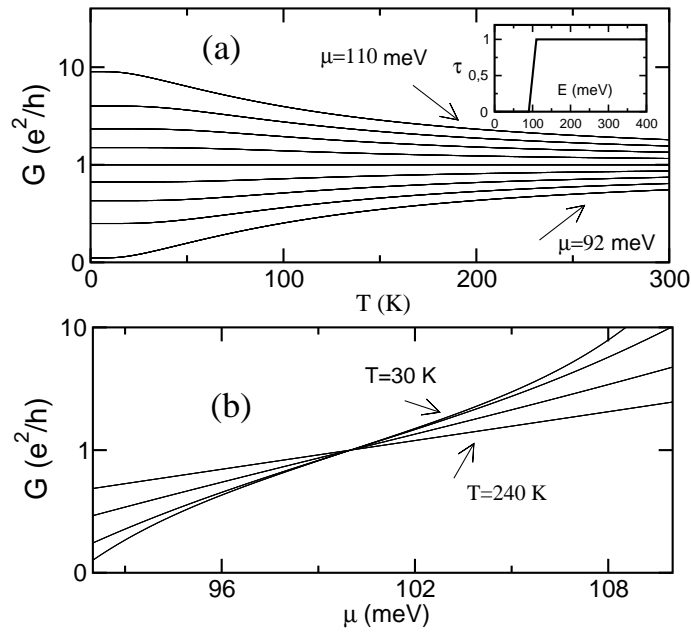 (a)
μ=110 meV
μ=92 meV
G (e²/h)
10
1
0
0
100
200
300
T (K)
τ
1
0,5
0
E (meV)
0
100
200
300
400
(b)
T=30 K
T=240 K
G (e²/h)
10
1
0
96
102
108
μ (meV)